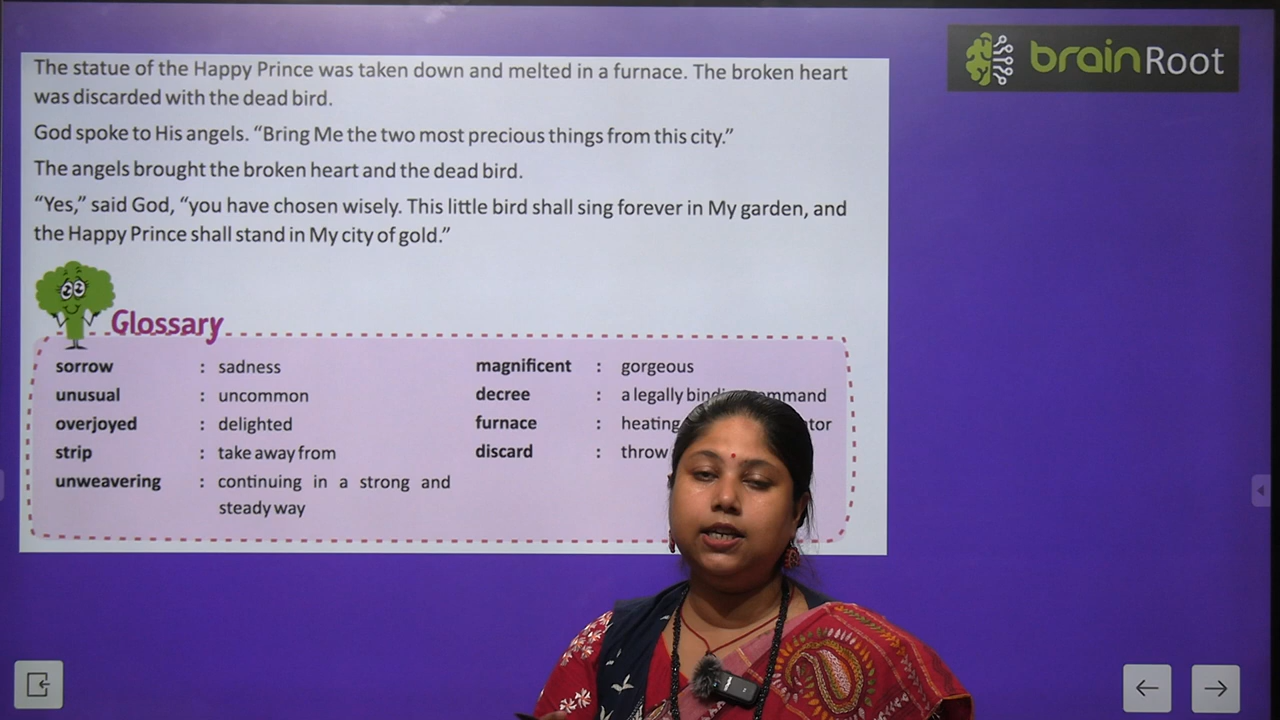 brainRoot
The statue of the Happy Prince was taken down and melted in a furnace. The broken heart
was discarded with the dead bird.
God spoke to His angels. “Bring Me the two most precious things from this city.”
The angels brought the broken heart and the dead bird.
“Yes,” said God, “you have chosen wisely. This little bird shall sing forever in My garden, and
the Happy Prince shall stand in My city of gold.”
Glossary
sorrow : sadness magnificent : gorgeous
unusual : uncommon decree : a legally
overjoyed : delighted furnace : heating
strip : take away from discard : throw
unweavering : continuing in a strong and
steady way